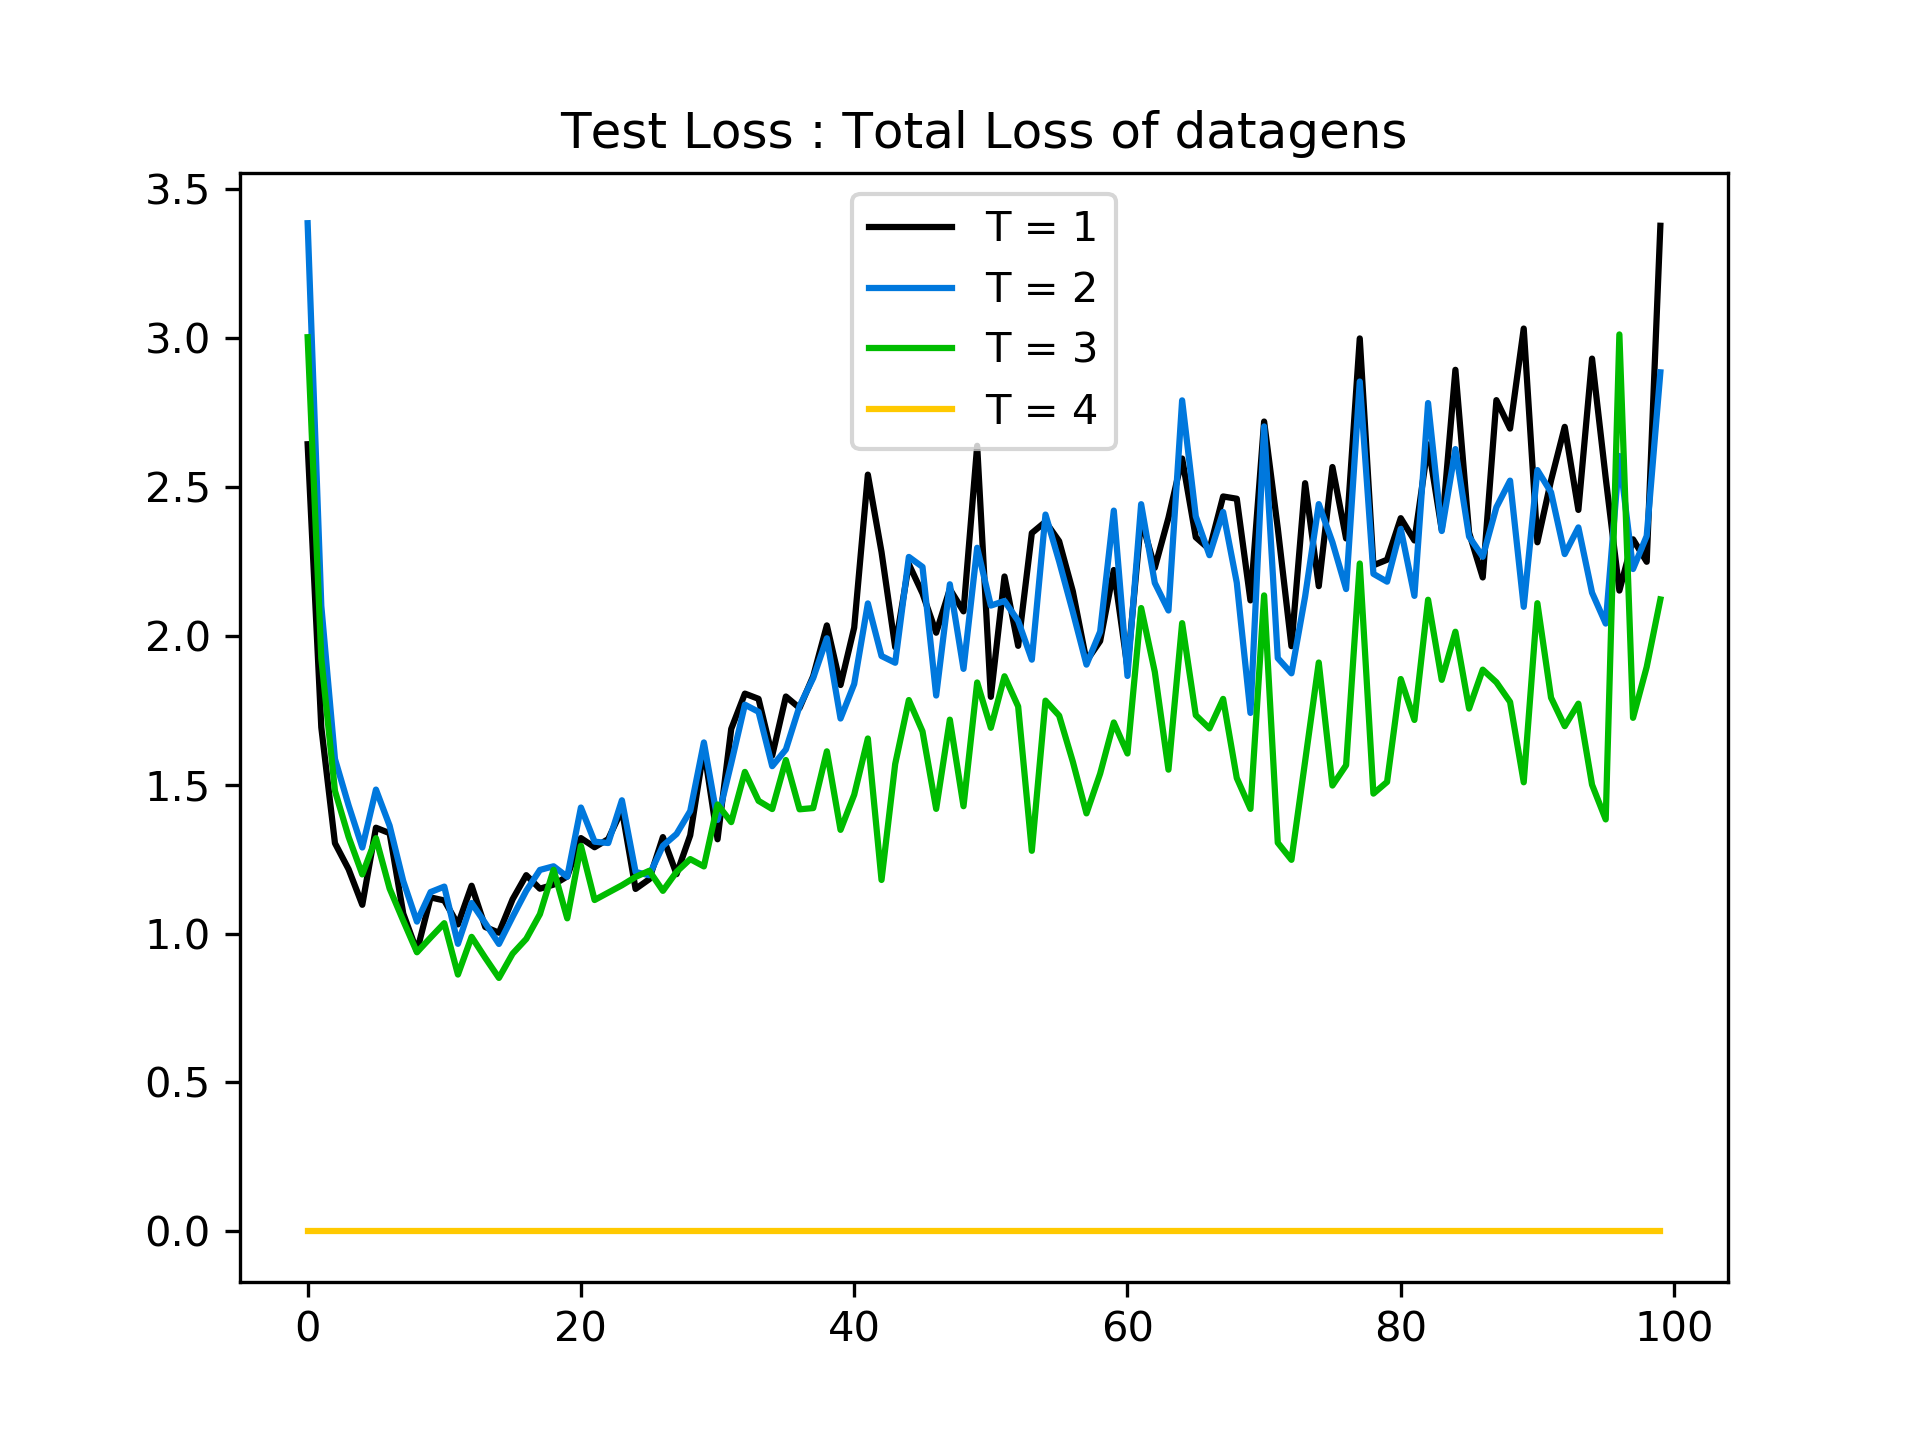 Test Loss : Total Loss of datagens
3.5
3.0
2.5
2.0
1.5
1.0
0.5
0.0
T = 1
T = 2
T = 3
T = 4
0 20 40 60 80 100